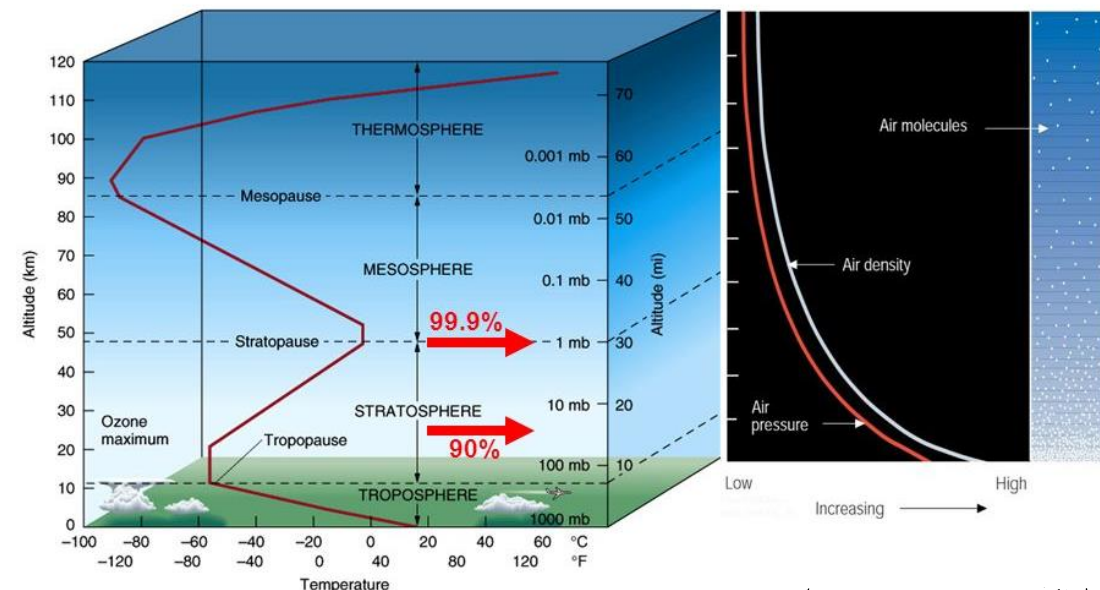 120
110
100
90
80
70
60
50
40
30
20
10
0
Altitude (km)
THERMOSPHERE
Mesopause
MESOSPHERE
Stratopause
STRATOSPHERE
Ozone
maximum
Tropopause
TROPOSPHERE
99.9%
90%
0.001 mb
0.01 mb
0.1 mb
1 mb
10 mb
100 mb
1000 mb
70
60
50
40
30
20
10
Altitude (mi)
–100 –80 –60 –40 –20 0 20 40 60 °C
–120 –80 –40 0 40 80 120 °F
Temperature
Air molecules
Air density
Air
pressure
Low High
Increasing